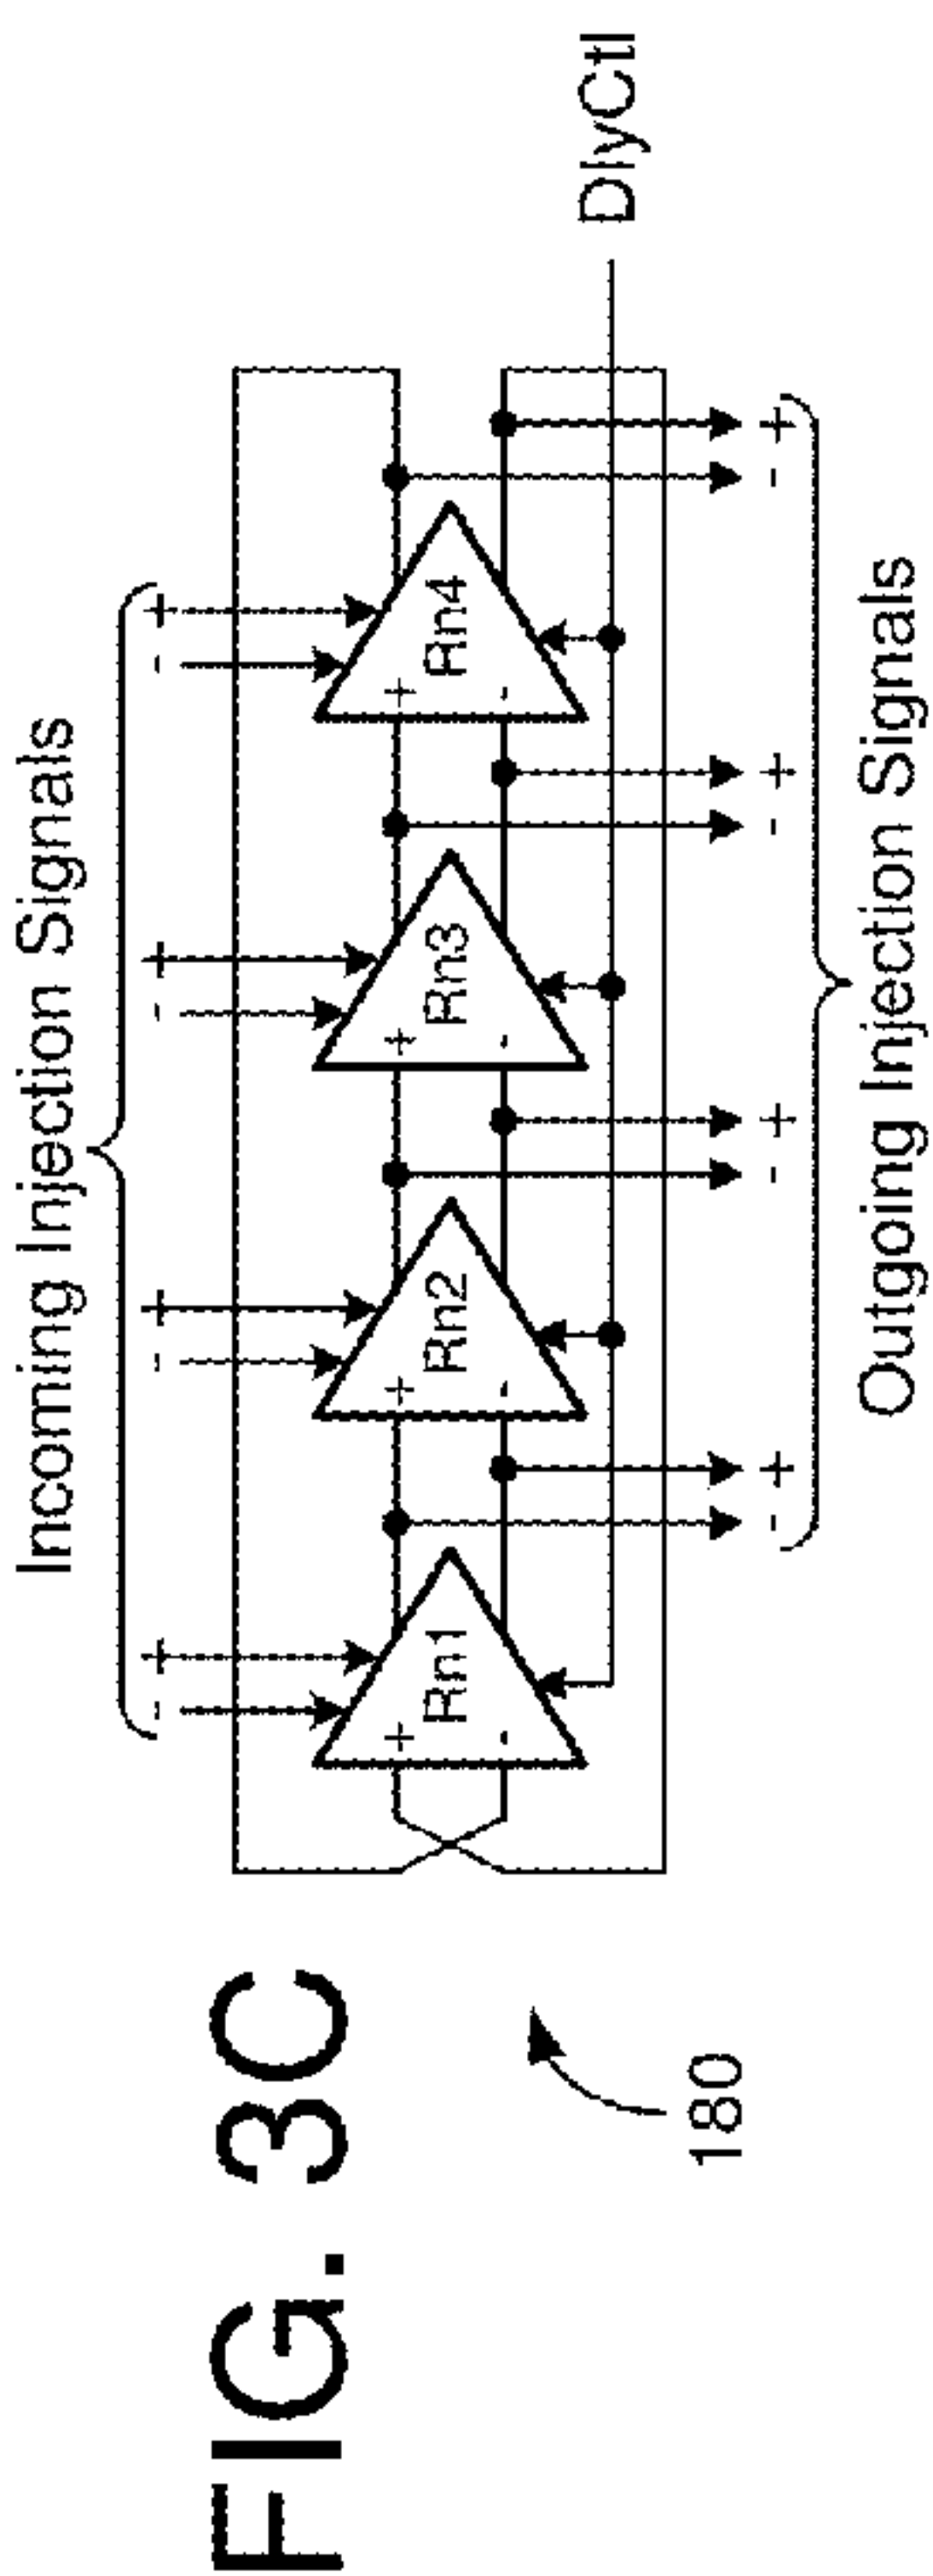 Incoming Injection Signals
- + - + - + - +
+ + + +
Rn1 Rn2 Rn3 Rn4
- - - -
DlyCtl
- + - + - + - +
Outgoing Injection Signals
FIG. 3C
180